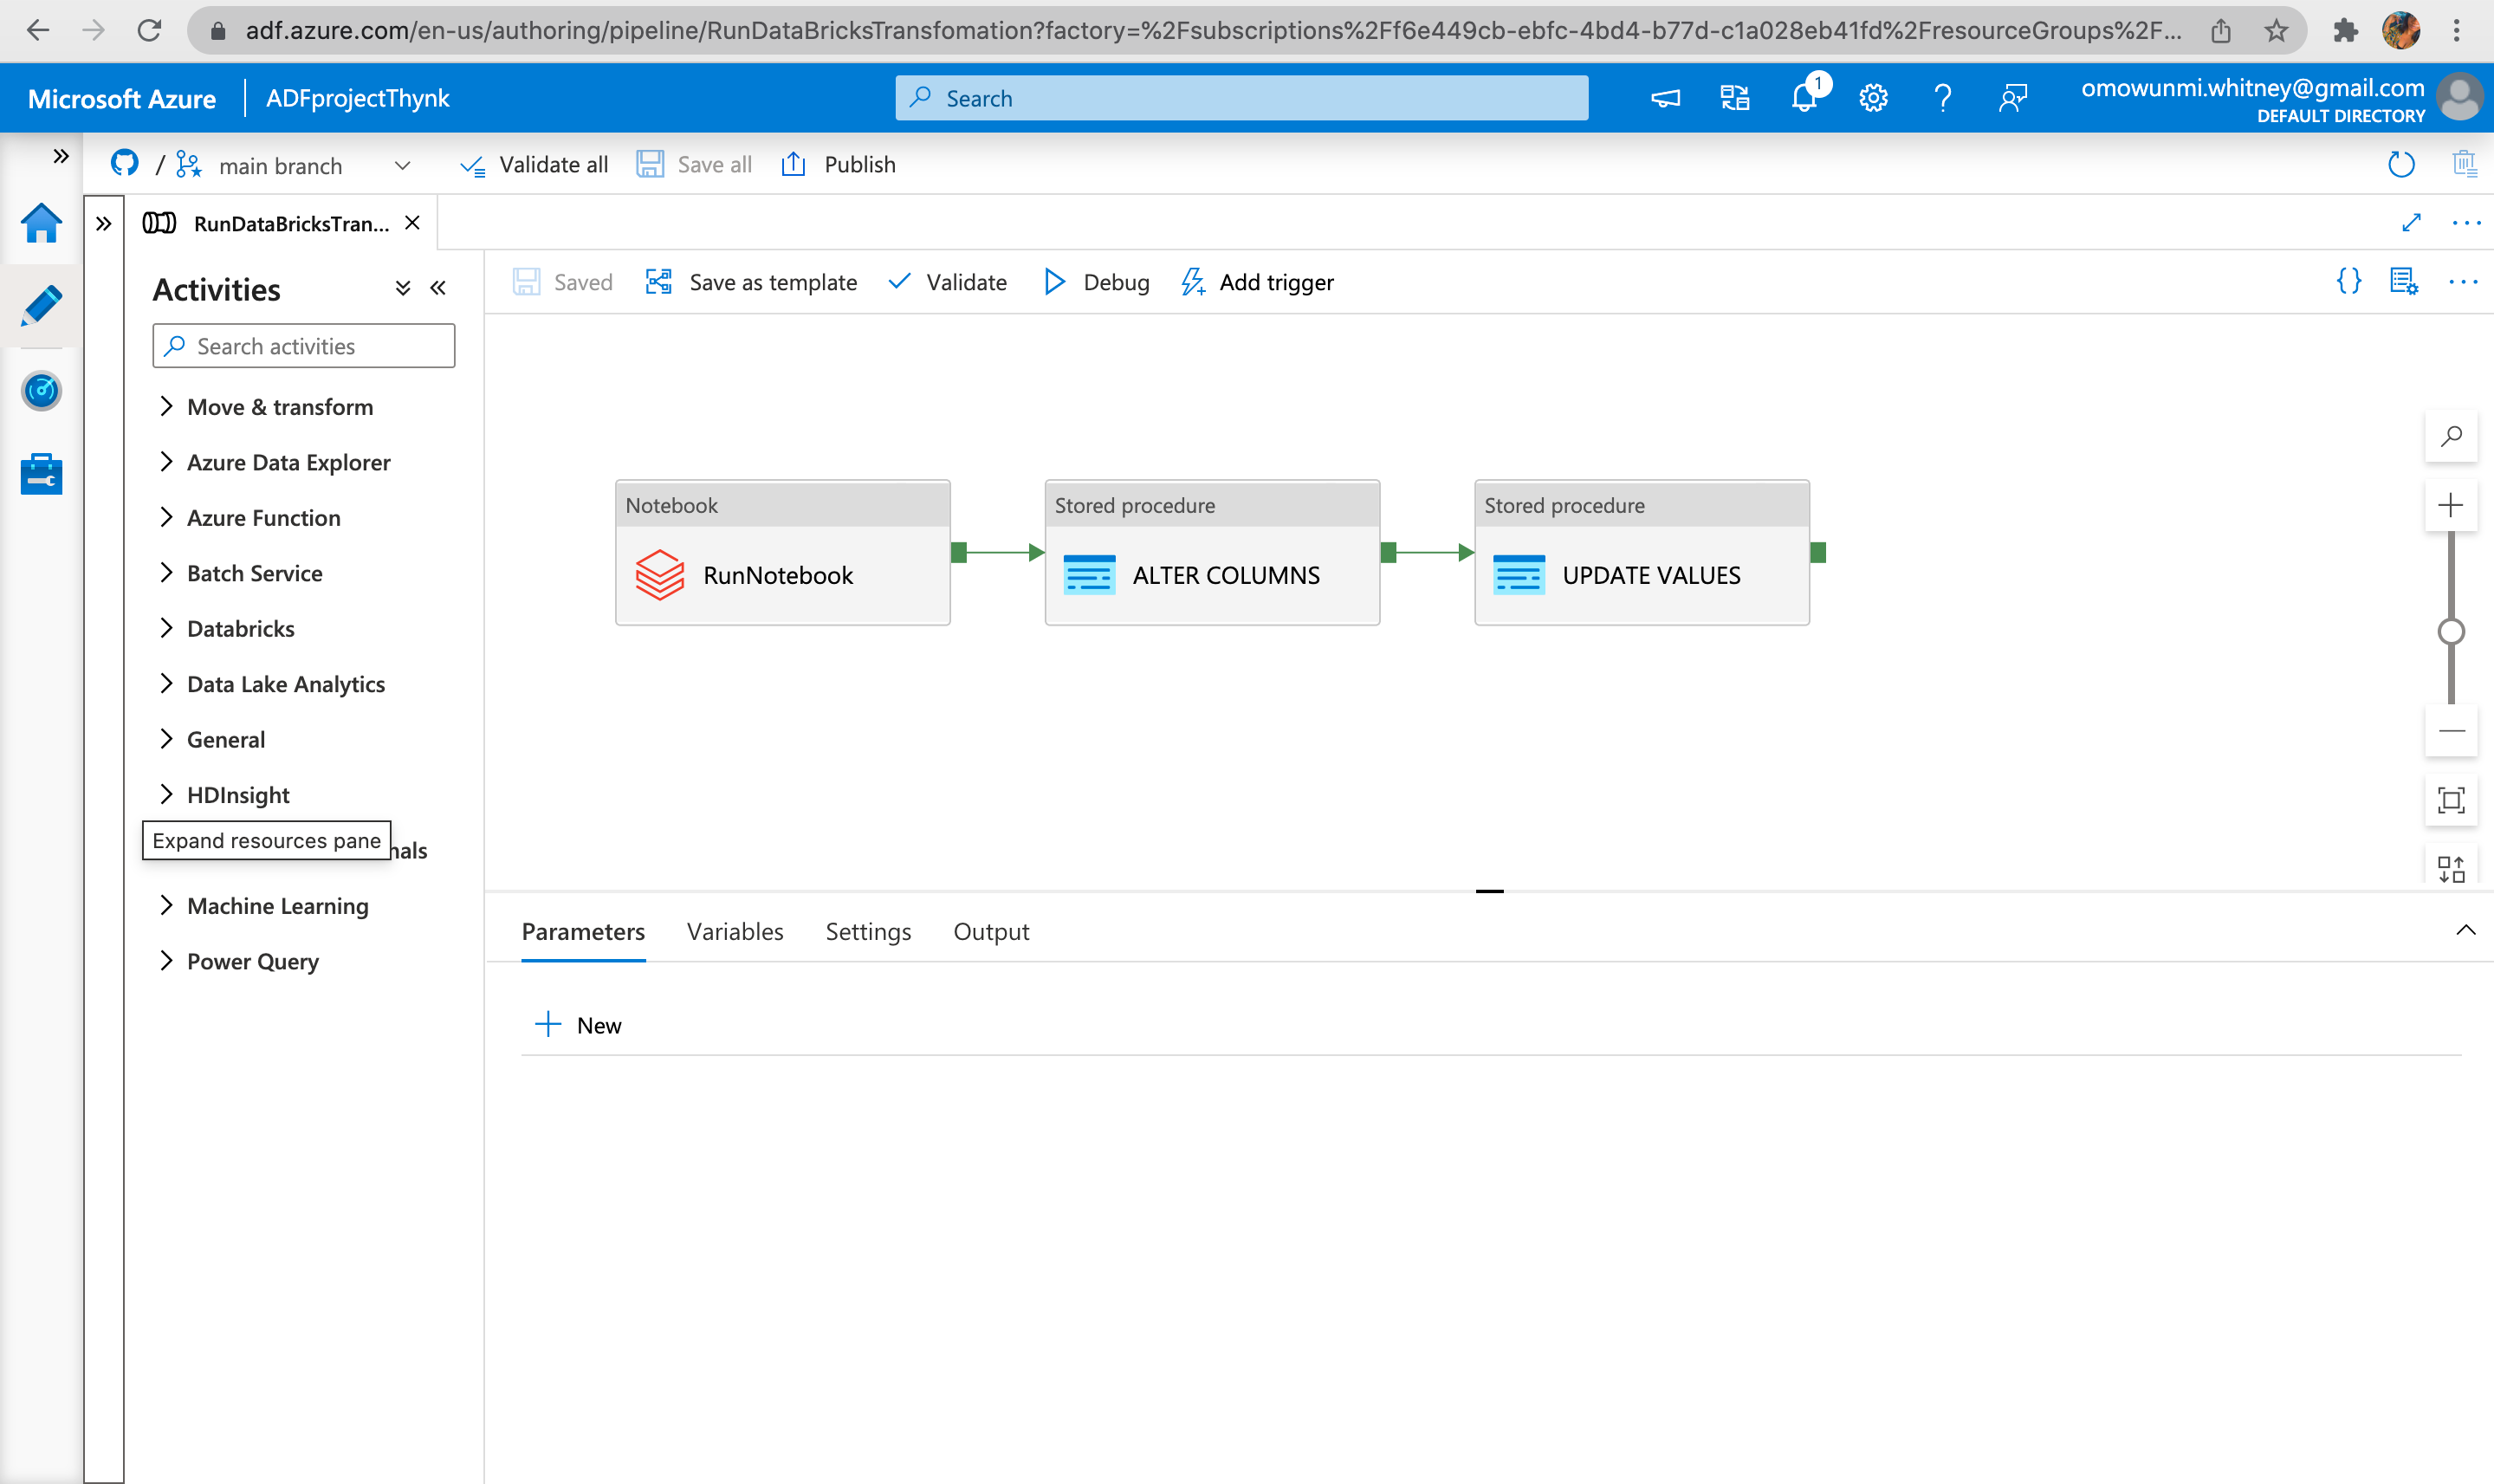 adf.azure.com/en-us/authoring/pipeline/RunDataBricksTransfomation?factory=%2Fsubscriptions%2Ff6e449cb-ebfc-4bd4-b77d-c1a028eb41fd%2FresourceGroups%2F...
Microsoft Azure
ADFprojectThynk
Search
1
omowunmi.whitney@gmail.com
DEFAULT DIRECTORY
/ main branch
Validate all
Save all
Publish
RunDataBricksTran...
Activities
Saved
Save as template
Validate
Debug
Add trigger
Search activities
Move & transform
Azure Data Explorer
Azure Function
Batch Service
Databricks
Data Lake Analytics
General
HDInsight
Expand resources pane
nals
Machine Learning
Power Query
Notebook
RunNotebook
Stored procedure
ALTER COLUMNS
Stored procedure
UPDATE VALUES
Parameters
Variables
Settings
Output
New